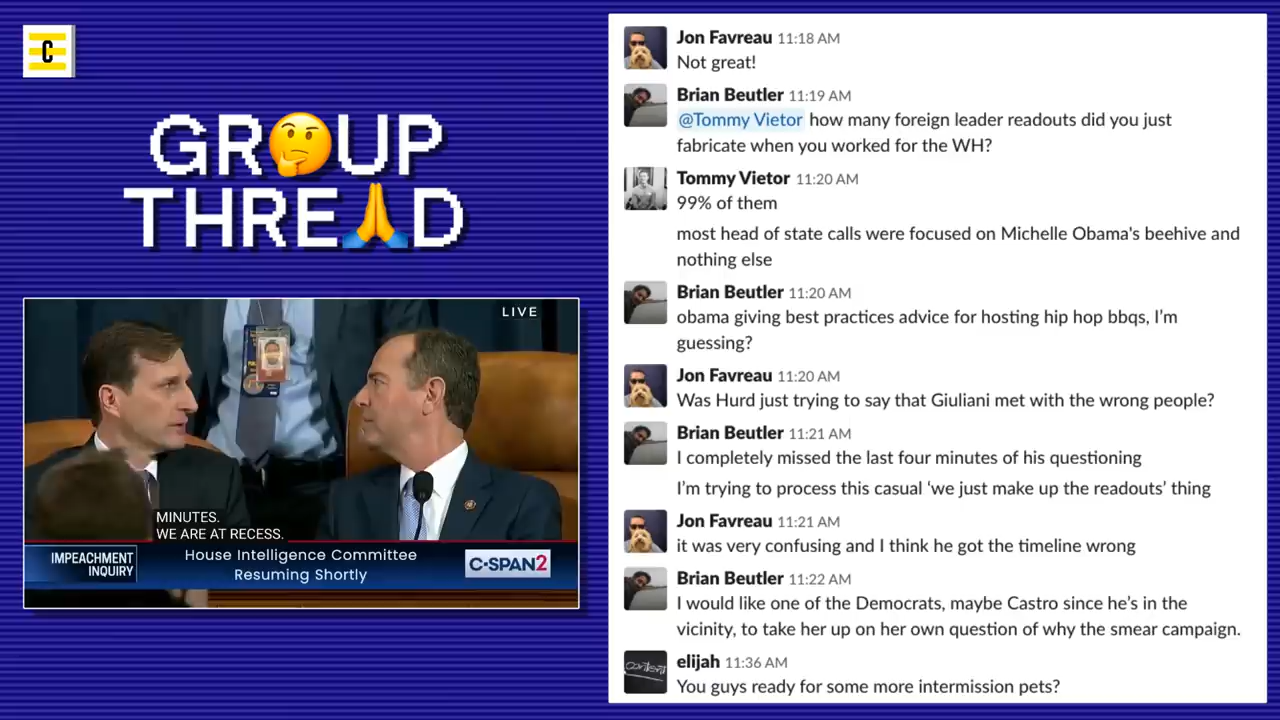 C
GR🤔UP
THRE🙏D
LIVE
MINUTES.
WE ARE AT RECESS.
IMPEACHMENT
INQUIRY
House Intelligence Committee
Resuming Shortly
C-SPAN2
Jon Favreau 11:18 AM
Not great!
Brian Beutler 11:19 AM
@Tommy Vietor how many foreign leader readouts did you just
fabricate when you worked for the WH?
Tommy Vietor 11:20 AM
99% of them
most head of state calls were focused on Michelle Obama's beehive and
nothing else
Brian Beutler 11:20 AM
obama giving best practices advice for hosting hip hop bbqs, I'm
guessing?
Jon Favreau 11:20 AM
Was Hurd just trying to say that Giuliani met with the wrong people?
Brian Beutler 11:21 AM
I completely missed the last four minutes of his questioning
I'm trying to process this casual 'we just make up the readouts' thing
Jon Favreau 11:21 AM
it was very confusing and I think he got the timeline wrong
Brian Beutler 11:22 AM
I would like one of the Democrats, maybe Castro since he's in the
vicinity, to take her up on her own question of why the smear campaign.
elijah 11:36 AM
You guys ready for some more intermission pets?